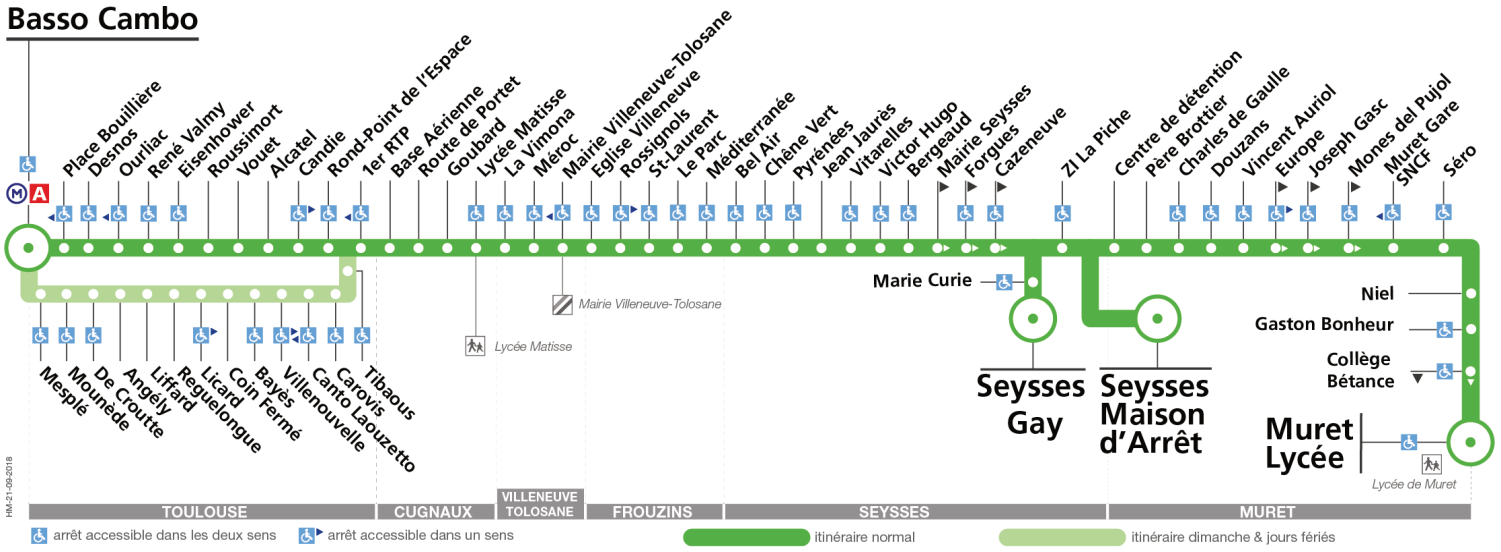 Basso Cambo
M A
Place Bouillière
Desnos
Ourliac
René Valmy
Eisenhower
Roussimort
Vouet
Alcatel
Candie
Rond-Point de l'Espace
1er RTP
Base Aérienne
Route de Portet
Goubard
Lycée Matisse
La Vimona
Méroc
Mairie Villeneuve-Tolosane
Eglise Villeneuve
Rossignols
St-Laurent
Le Parc
Méditerranée
Bel Air
Chêne Vert
Pyrénées
Jean Jaurès
Vitarelles
Victor Hugo
Bergeaud
Mairie Seysses
Forgues
Cazeneuve
ZI La Piche
Centre de détention
Père Brottier
Charles de Gaulle
Douzans
Vincent Auriol
Europe
Joseph Gasc
Mones del Pujol
Muret Gare
SNCF
Séro
Marie Curie
Niel
Gaston Bonheur
Collège
Bétance
Mairie Villeneuve-Tolosane
Lycée Matisse
Mesplé
Mounède
De Croutte
Angély
Liffard
Reguelongue
Licard
Coin Fermé
Bayès
Villenouvelle
Canto Laouzetto
Carovis
Tibaous
Seysses
Gay
Seysses
Maison
d'Arrêt
Muret
Lycée
Lycée de Muret
HM-21-09-2018
TOULOUSE
CUGNAUX
VILLENEUVE
TOLOSANE
FROUZINS
SEYSSES
MURET
arrêt accessible dans les deux sens
arrêt accessible dans un sens
itinéraire normal
itinéraire dimanche & jours fériés